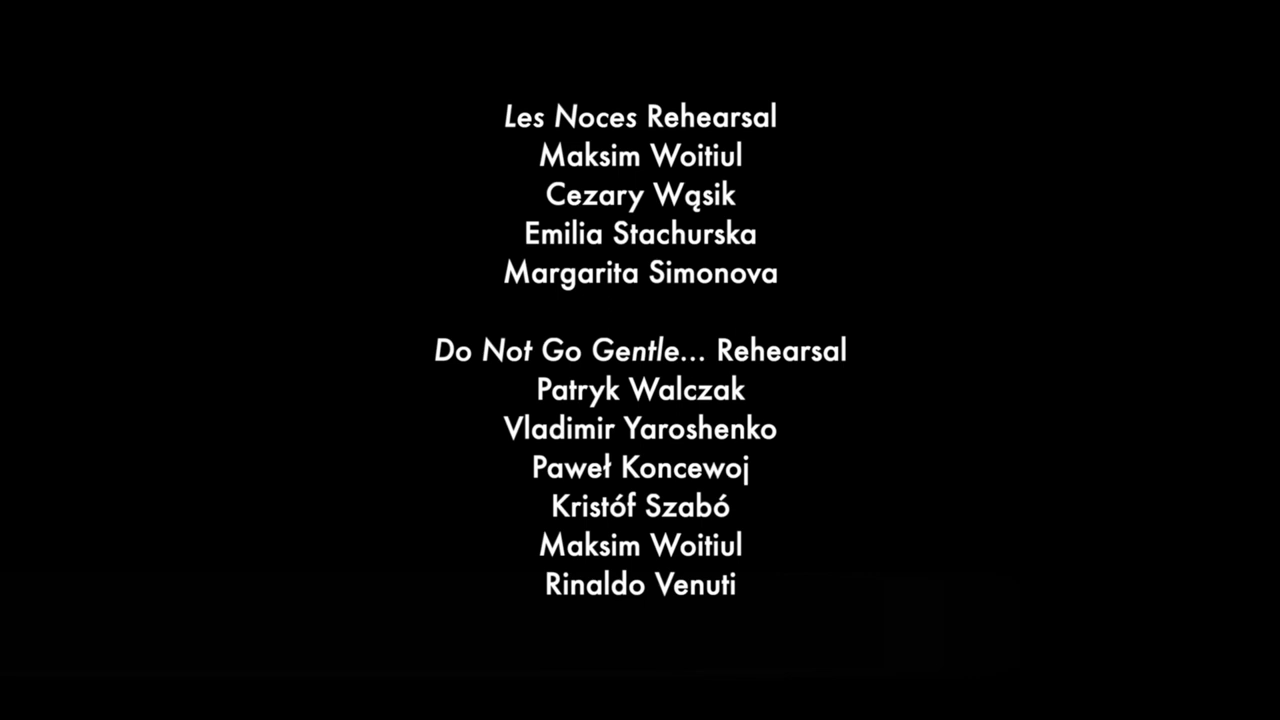 Les Noces Rehearsal
Maksim Woitiul
Cezary Wąsik
Emilia Stachurska
Margarita Simonova
Do Not Go Gentle... Rehearsal
Patryk Walczak
Vladimir Yaroshenko
Paweł Koncewoj
Kristóf Szabó
Maksim Woitiul
Rinaldo Venuti